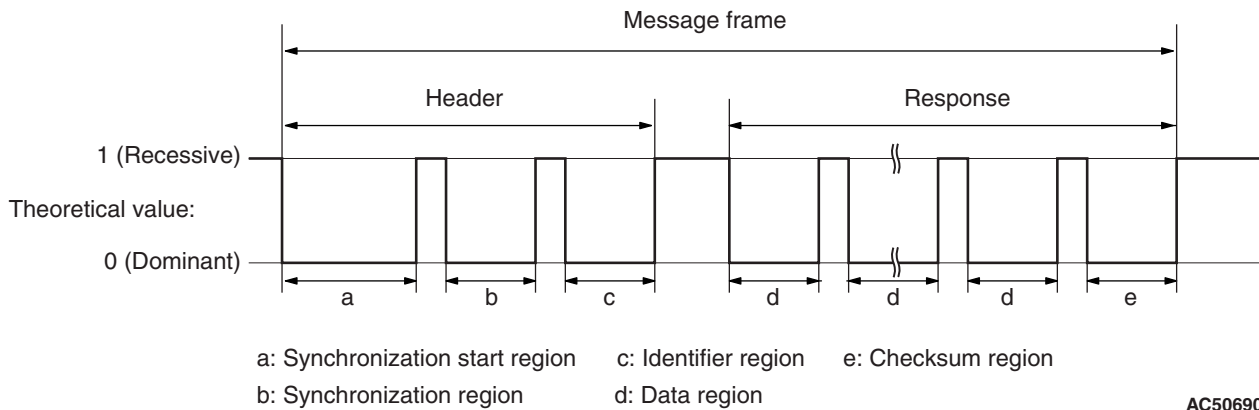 Message frame
Header
Response
1 (Recessive)
Theoretical value:
0 (Dominant)
a
b
c
d
d
d
e
a: Synchronization start region c: Identifier region e: Checksum region
b: Synchronization region d: Data region
AC50690